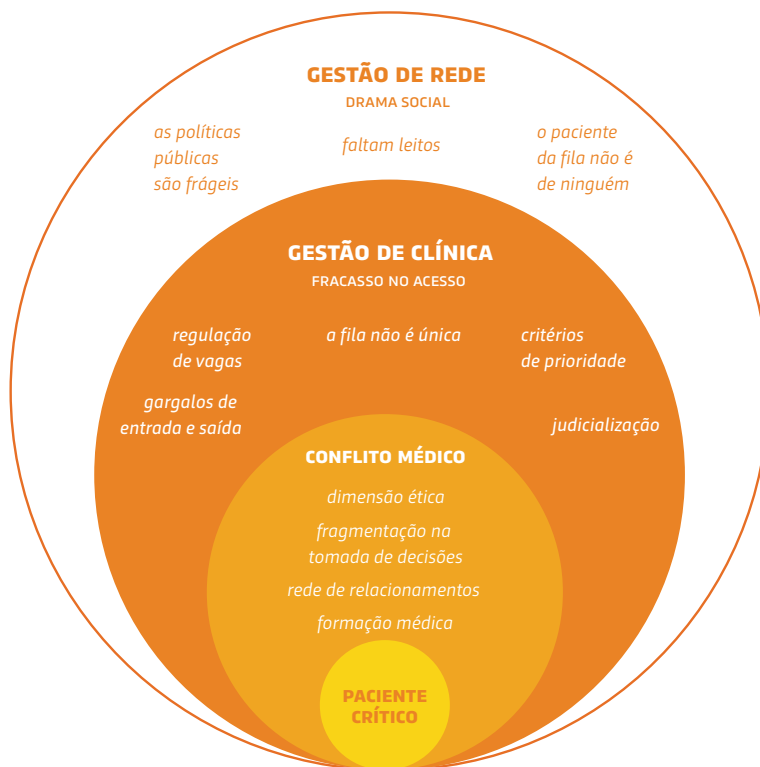 GESTÃO DE REDE
DRAMA SOCIAL
as políticas
públicas
são frágeis
faltam leitos
o paciente
da fila não é
de ninguém
GESTÃO DE CLÍNICA
FRACASSO NO ACESSO
regulação
de vagas
a fila não é única
critérios
de prioridade
gargalos de
entrada e saída
judicialização
CONFLITO MÉDICO
dimensão ética
fragmentação na
tomada de decisões
rede de relacionamentos
formação médica
PACIENTE
CRÍTICO